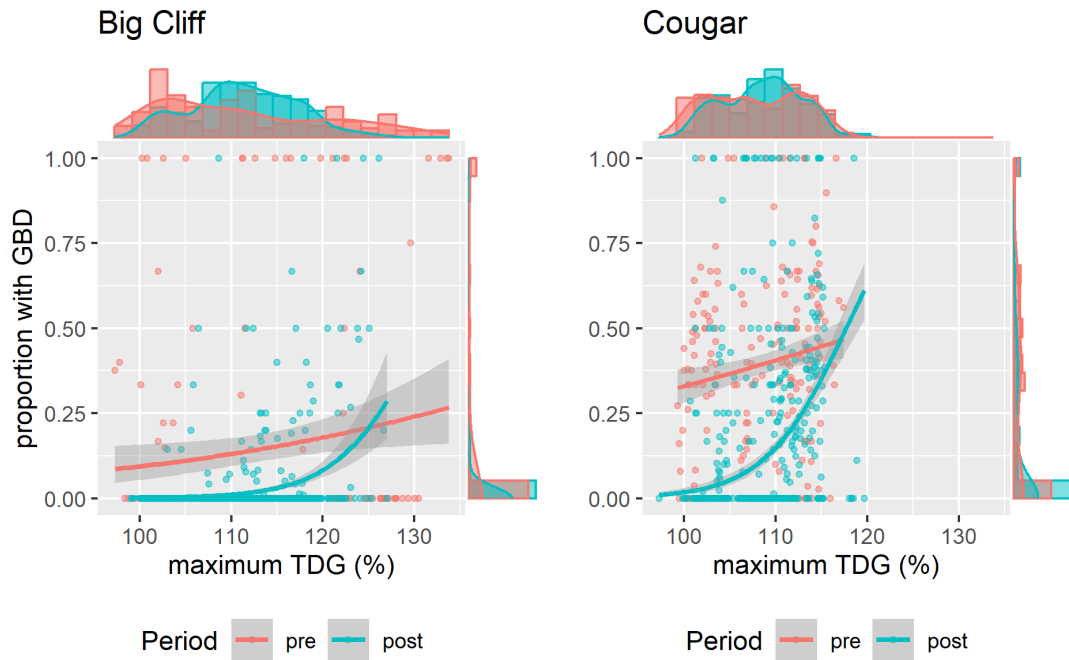 Big Cliff
Cougar
proportion with GBD
1.00
0.75
0.50
0.25
0.00
100 110 120 130
maximum TDG (%)
1.00
0.75
0.50
0.25
0.00
100 110 120 130
maximum TDG (%)
Period pre post
Period pre post